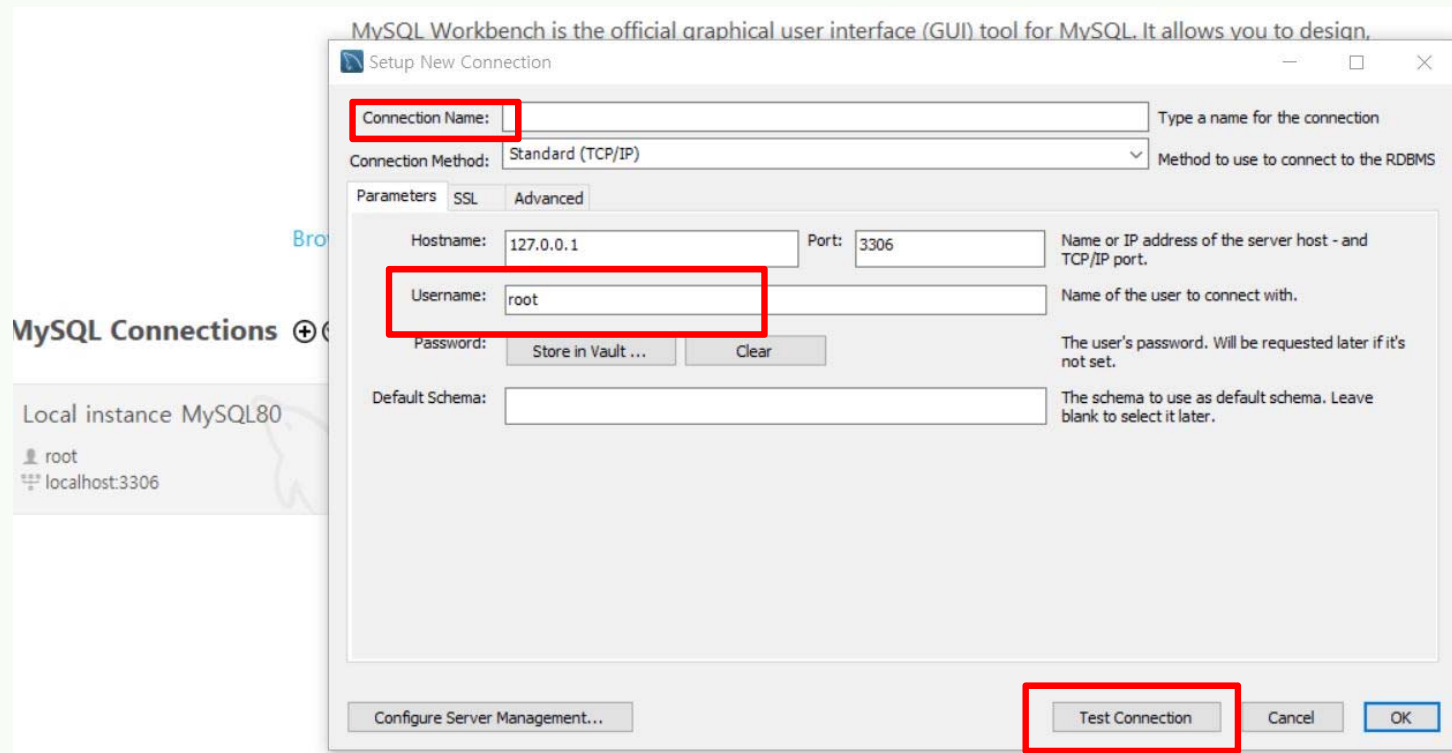 MySQL Workbench is the official graphical user interface (GUI) tool for MySQL. It allows you to design,
Setup New Connection
Connection Name:
Type a name for the connection
Connection Method: Standard (TCP/IP) Method to use to connect to the RDBMS
Parameters SSL Advanced
Hostname: 127.0.0.1 Port: 3306 Name or IP address of the server host - and
TCP/IP port.
Username: root Name of the user to connect with.
Password: Store in Vault ... Clear The user's password. Will be requested later if it's
not set.
Default Schema: The schema to use as default schema. Leave
blank to select it later.
Configure Server Management... Test Connection Cancel OK
MySQL Connections
Local instance MySQL80
root
localhost:3306